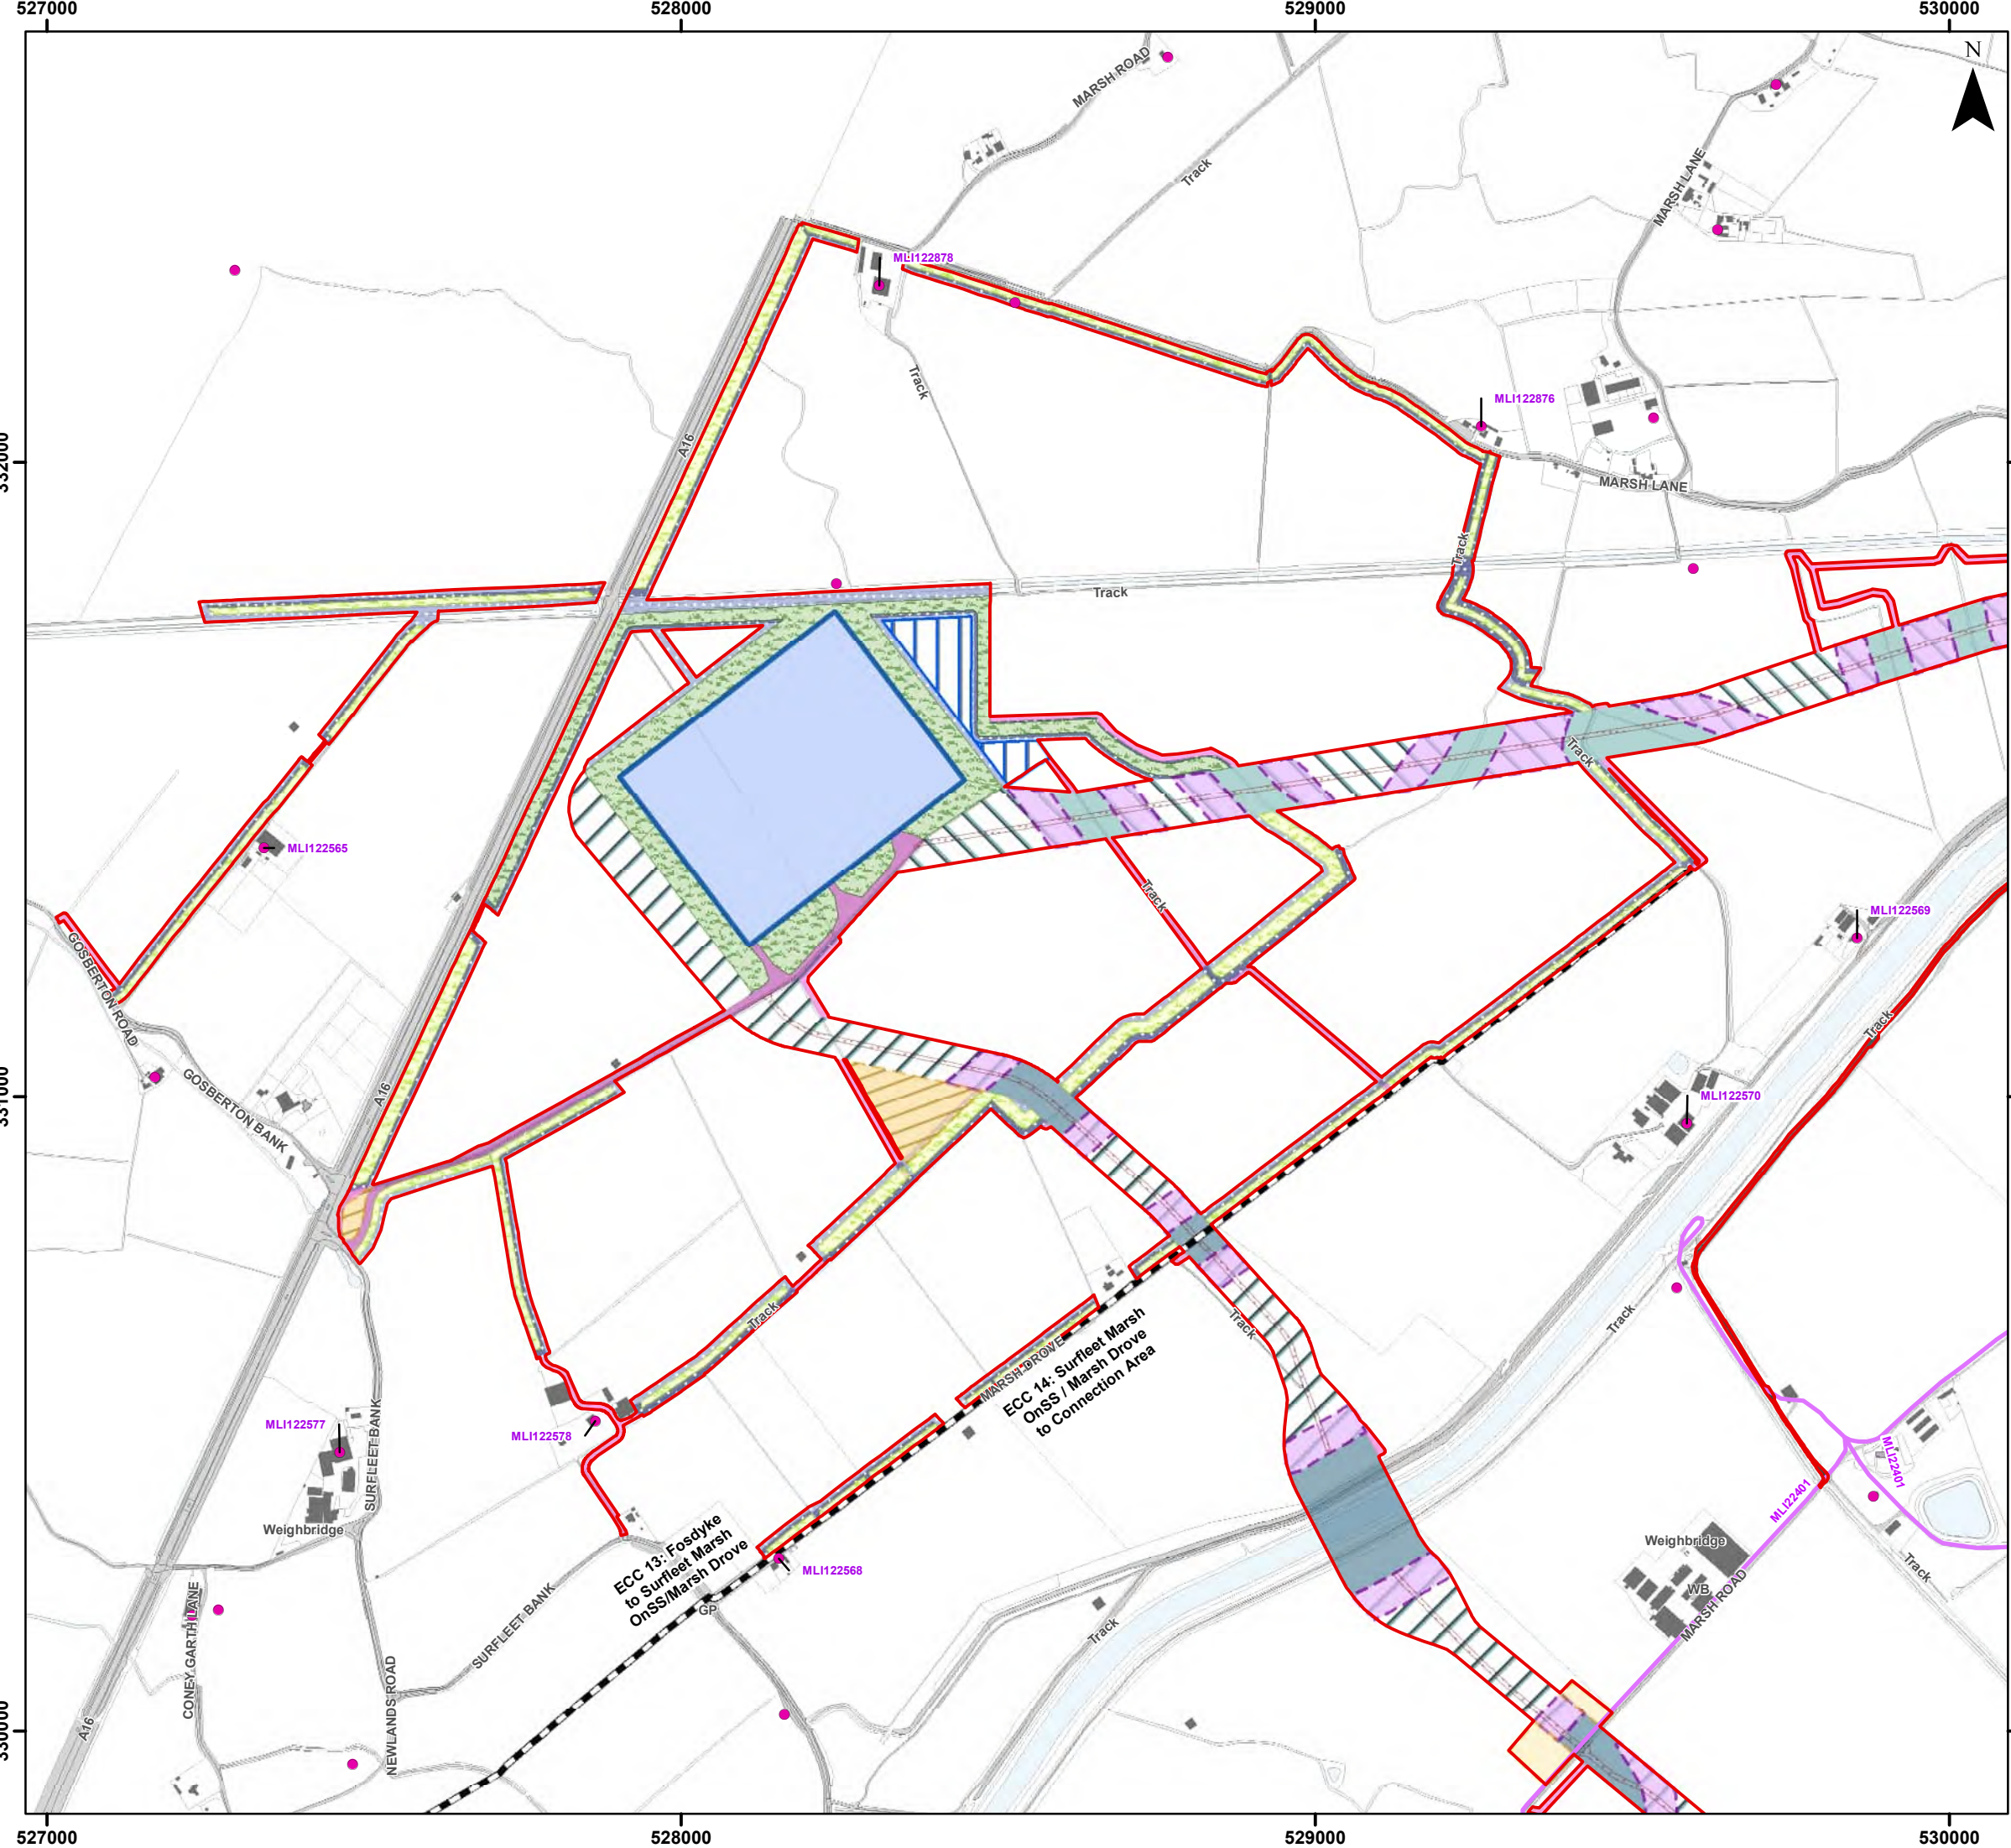 527000
528000
529000
530000
N
MARSH ROAD
Track
MARSH LANE
MLI122878
Track
MLI122876
A16
332000
MARSH LANE
Track
Track
Track
MLI122565
Track
MLI122569
GOSBERTON ROAD
Track
GOSBERTON BANK
A16
331000
MLI122570
Track
Track
Track
MARSH DROVE
ECC 14: Surfleet Marsh
OnSS / Marsh Drove
to Connection Area
MLI122577
MLI122578
SURFLEET BANK
MLI22401
MLI22401
Weighbridge
ECC 13: Fosdyke
to Surfleet Marsh
OnSS/Marsh Drove
Weighbridge
MLI122568
Track
WB
CONEY GARTH LANE
GP
SURFLEET BANK
Track
MARSH ROAD
NEWLANDS ROAD
A16
330000
527000
528000
529000
530000